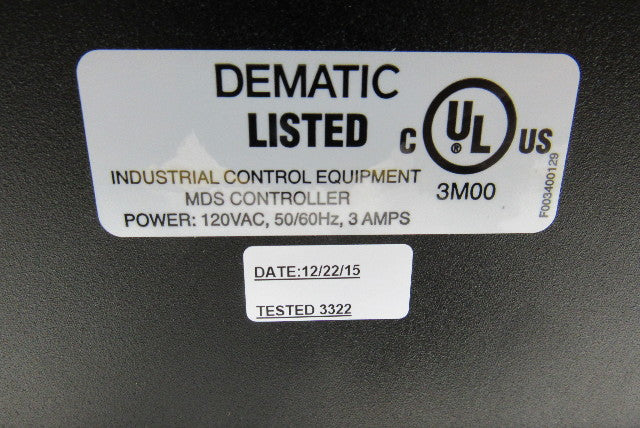 DEMATIC
LISTED
C UL ® US
INDUSTRIAL CONTROL EQUIPMENT
MDS CONTROLLER
POWER: 120VAC, 50/60Hz, 3 AMPS
3M00
F003400129
DATE:12/22/15
TESTED 3322